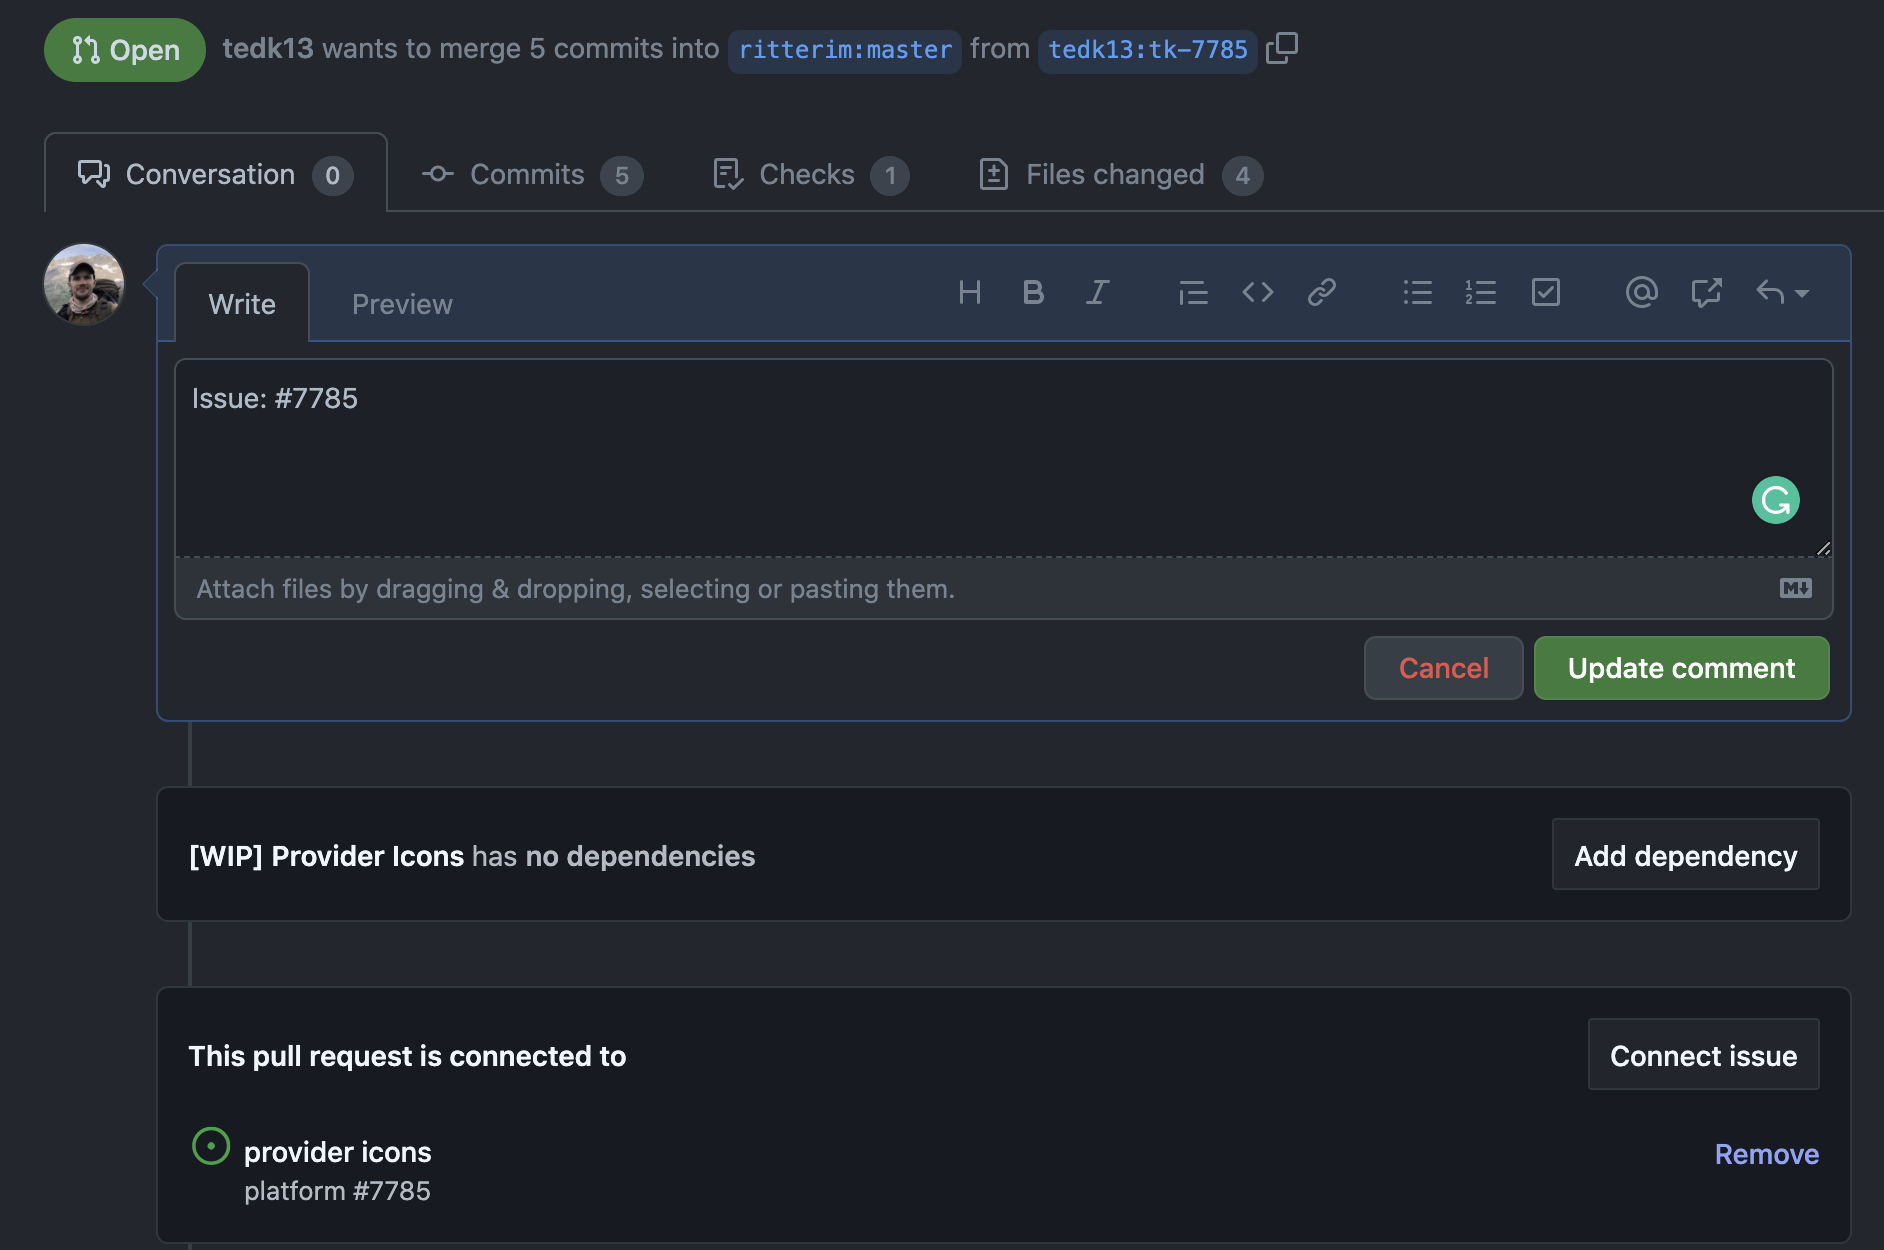 Open tedk13 wants to merge 5 commits into ritterim:master from tedk13:tk-7785
Conversation 0 Commits 5 Checks 1 Files changed 4
Write Preview
Issue: #7785
Attach files by dragging & dropping, selecting or pasting them.
Cancel Update comment
[WIP] Provider Icons has no dependencies Add dependency
This pull request is connected to Connect issue
provider icons Remove
platform #7785